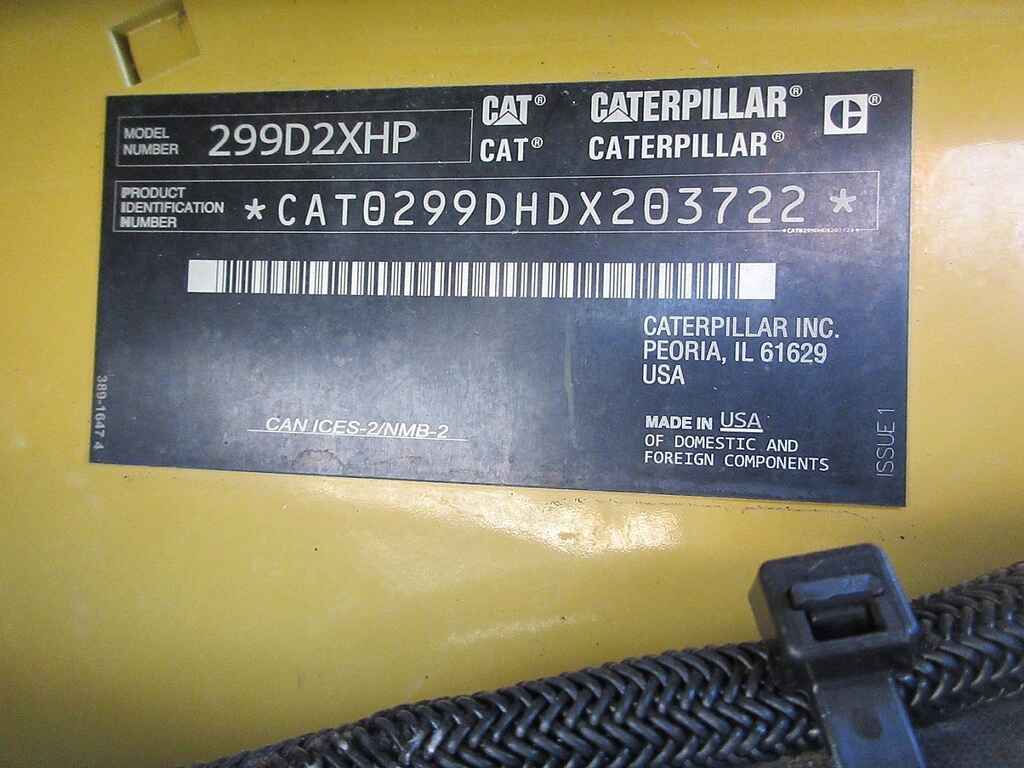 MODEL NUMBER 299D2XHP
CAT® CATERPILLAR® C®
CAT® CATERPILLAR®
PRODUCT IDENTIFICATION NUMBER *CAT0299DHDX203722*
CATERPILLAR INC.
PEORIA, IL 61629
USA
389-1647 4
CAN ICES-2/NMB-2
MADE IN USA
OF DOMESTIC AND
FOREIGN COMPONENTS
ISSUE 1